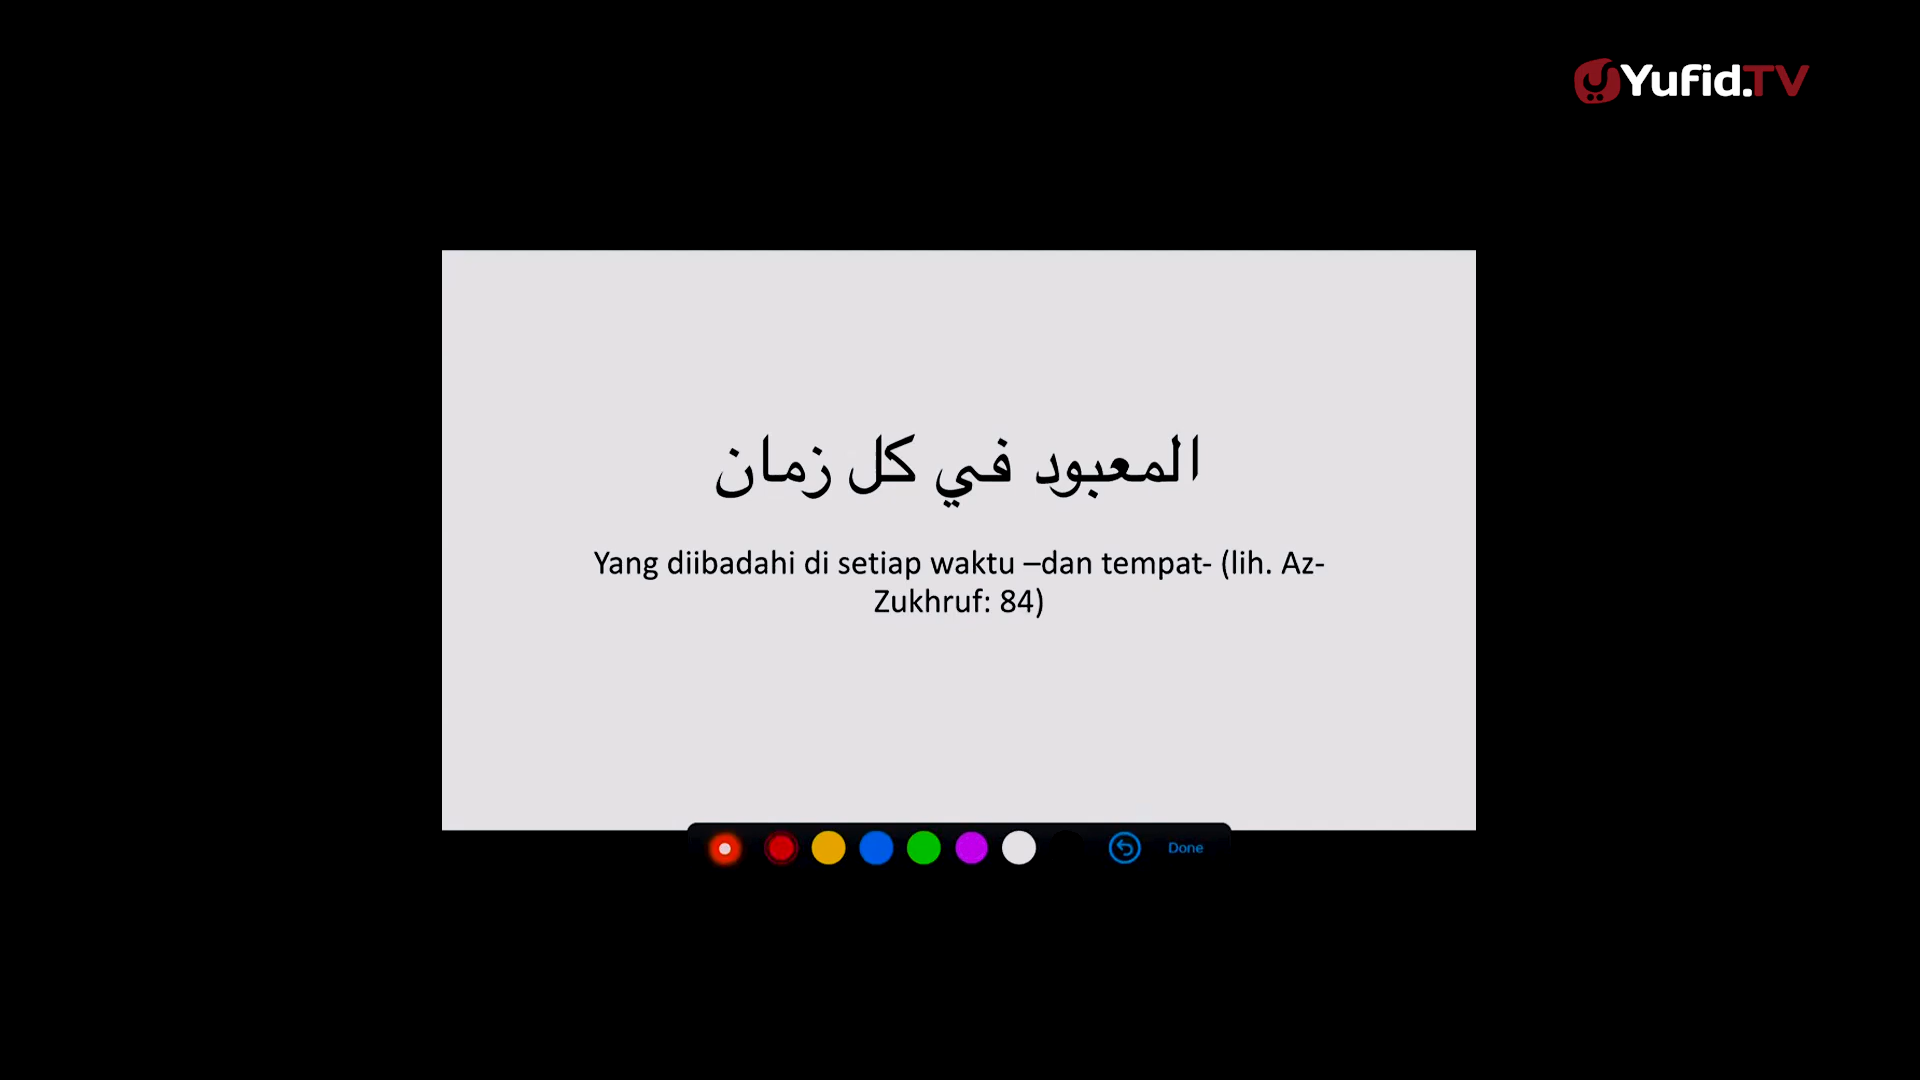 Yufid.TV
المعبود في كل زمان
Yang diibadahi di setiap waktu –dan tempat- (lih. Az-
Zukhruf: 84)
Done